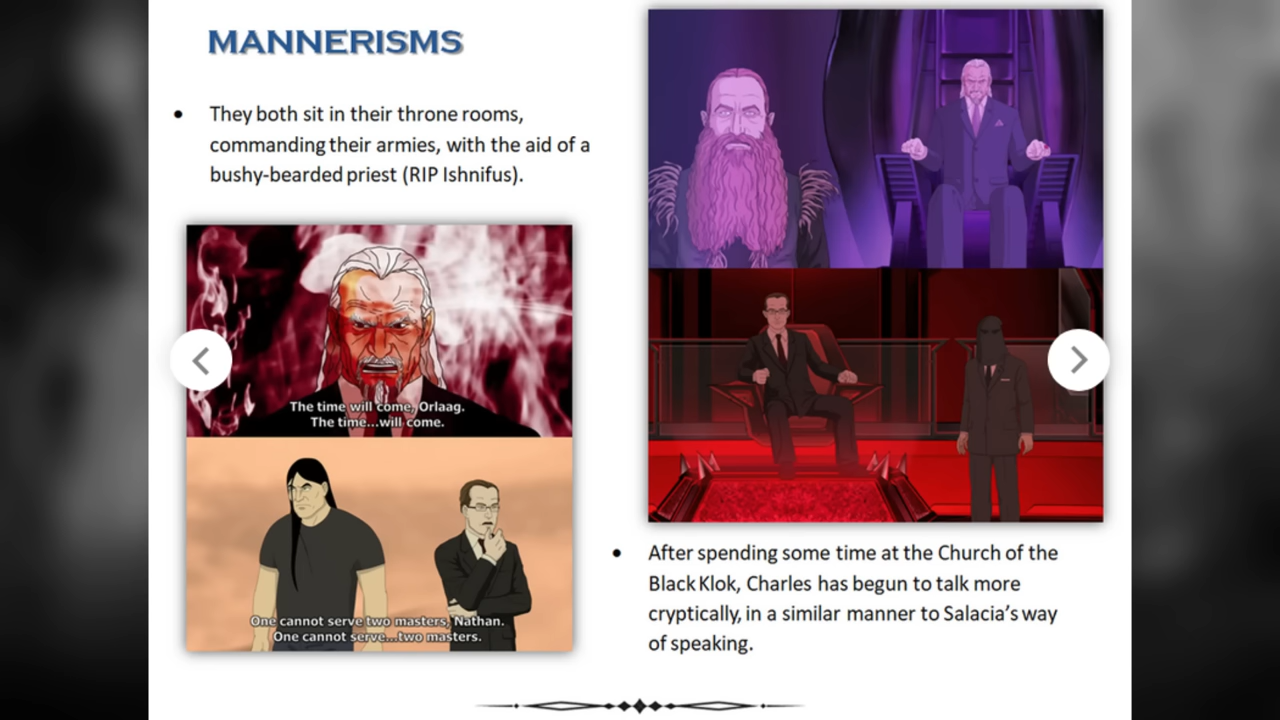 MANNERISMS
• They both sit in their throne rooms,
commanding their armies, with the aid of a
bushy-bearded priest (RIP Ishnifus).
The time will come, Orlaag.
The time...will come.
One cannot serve two masters, Nathan.
One cannot serve...two masters.
• After spending some time at the Church of the
Black Klok, Charles has begun to talk more
cryptically, in a similar manner to Salacia’s way
of speaking.